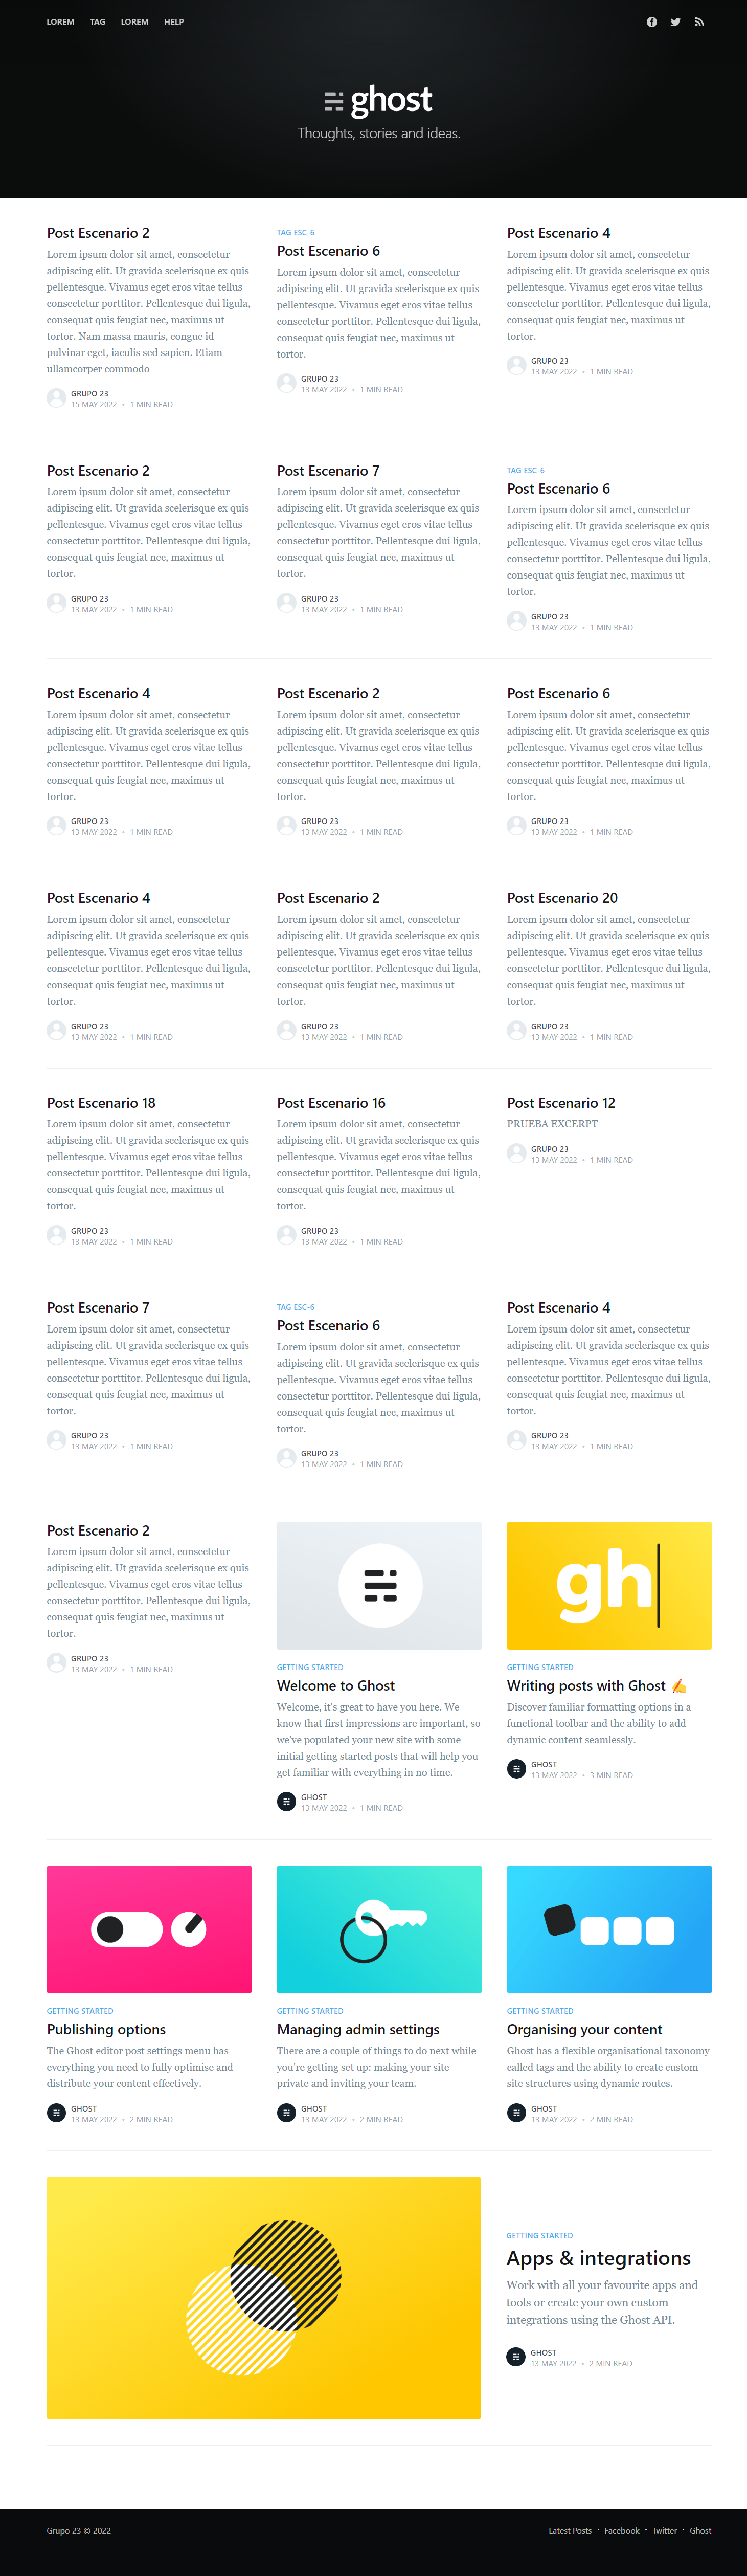 LOREM TAG LOREM HELP
ghost
Thoughts, stories and ideas.
Post Escenario 2
Lorem ipsum dolor sit amet, consectetur
adipiscing elit. Ut gravida scelerisque ex quis
pellentesque. Vivamus eget eros vitae tellus
consectetur porttitor. Pellentesque dui ligula,
consequat quis feugiat nec, maximus ut
tortor. Nam massa mauris, congue id
pulvinar eget, iaculis sed sapien. Etiam
ullamcorper commodo
GRUPO 23
15 MAY 2022 • 1 MIN READ
TAG ESC-6
Post Escenario 6
Lorem ipsum dolor sit amet, consectetur
adipiscing elit. Ut gravida scelerisque ex quis
pellentesque. Vivamus eget eros vitae tellus
consectetur porttitor. Pellentesque dui ligula,
consequat quis feugiat nec, maximus ut
tortor.
GRUPO 23
13 MAY 2022 • 1 MIN READ
Post Escenario 4
Lorem ipsum dolor sit amet, consectetur
adipiscing elit. Ut gravida scelerisque ex quis
pellentesque. Vivamus eget eros vitae tellus
consectetur porttitor. Pellentesque dui ligula,
consequat quis feugiat nec, maximus ut
tortor.
GRUPO 23
13 MAY 2022 • 1 MIN READ
Post Escenario 2
Lorem ipsum dolor sit amet, consectetur
adipiscing elit. Ut gravida scelerisque ex quis
pellentesque. Vivamus eget eros vitae tellus
consectetur porttitor. Pellentesque dui ligula,
consequat quis feugiat nec, maximus ut
tortor.
GRUPO 23
13 MAY 2022 • 1 MIN READ
Post Escenario 7
Lorem ipsum dolor sit amet, consectetur
adipiscing elit. Ut gravida scelerisque ex quis
pellentesque. Vivamus eget eros vitae tellus
consectetur porttitor. Pellentesque dui ligula,
consequat quis feugiat nec, maximus ut
tortor.
GRUPO 23
13 MAY 2022 • 1 MIN READ
TAG ESC-6
Post Escenario 6
Lorem ipsum dolor sit amet, consectetur
adipiscing elit. Ut gravida scelerisque ex quis
pellentesque. Vivamus eget eros vitae tellus
consectetur porttitor. Pellentesque dui ligula,
consequat quis feugiat nec, maximus ut
tortor.
GRUPO 23
13 MAY 2022 • 1 MIN READ
Post Escenario 4
Lorem ipsum dolor sit amet, consectetur
adipiscing elit. Ut gravida scelerisque ex quis
pellentesque. Vivamus eget eros vitae tellus
consectetur porttitor. Pellentesque dui ligula,
consequat quis feugiat nec, maximus ut
tortor.
GRUPO 23
13 MAY 2022 • 1 MIN READ
Post Escenario 2
Lorem ipsum dolor sit amet, consectetur
adipiscing elit. Ut gravida scelerisque ex quis
pellentesque. Vivamus eget eros vitae tellus
consectetur porttitor. Pellentesque dui ligula,
consequat quis feugiat nec, maximus ut
tortor.
GRUPO 23
13 MAY 2022 • 1 MIN READ
Post Escenario 6
Lorem ipsum dolor sit amet, consectetur
adipiscing elit. Ut gravida scelerisque ex quis
pellentesque. Vivamus eget eros vitae tellus
consectetur porttitor. Pellentesque dui ligula,
consequat quis feugiat nec, maximus ut
tortor.
GRUPO 23
13 MAY 2022 • 1 MIN READ
Post Escenario 4
Lorem ipsum dolor sit amet, consectetur
adipiscing elit. Ut gravida scelerisque ex quis
pellentesque. Vivamus eget eros vitae tellus
consectetur porttitor. Pellentesque dui ligula,
consequat quis feugiat nec, maximus ut
tortor.
GRUPO 23
13 MAY 2022 • 1 MIN READ
Post Escenario 2
Lorem ipsum dolor sit amet, consectetur
adipiscing elit. Ut gravida scelerisque ex quis
pellentesque. Vivamus eget eros vitae tellus
consectetur porttitor. Pellentesque dui ligula,
consequat quis feugiat nec, maximus ut
tortor.
GRUPO 23
13 MAY 2022 • 1 MIN READ
Post Escenario 20
Lorem ipsum dolor sit amet, consectetur
adipiscing elit. Ut gravida scelerisque ex quis
pellentesque. Vivamus eget eros vitae tellus
consectetur porttitor. Pellentesque dui ligula,
consequat quis feugiat nec, maximus ut
tortor.
GRUPO 23
13 MAY 2022 • 1 MIN READ
Post Escenario 18
Lorem ipsum dolor sit amet, consectetur
adipiscing elit. Ut gravida scelerisque ex quis
pellentesque. Vivamus eget eros vitae tellus
consectetur porttitor. Pellentesque dui ligula,
consequat quis feugiat nec, maximus ut
tortor.
GRUPO 23
13 MAY 2022 • 1 MIN READ
Post Escenario 16
Lorem ipsum dolor sit amet, consectetur
adipiscing elit. Ut gravida scelerisque ex quis
pellentesque. Vivamus eget eros vitae tellus
consectetur porttitor. Pellentesque dui ligula,
consequat quis feugiat nec, maximus ut
tortor.
GRUPO 23
13 MAY 2022 • 1 MIN READ
Post Escenario 12
PRUEBA EXCERPT
GRUPO 23
13 MAY 2022 • 1 MIN READ
Post Escenario 7
Lorem ipsum dolor sit amet, consectetur
adipiscing elit. Ut gravida scelerisque ex quis
pellentesque. Vivamus eget eros vitae tellus
consectetur porttitor. Pellentesque dui ligula,
consequat quis feugiat nec, maximus ut
tortor.
GRUPO 23
13 MAY 2022 • 1 MIN READ
TAG ESC-6
Post Escenario 6
Lorem ipsum dolor sit amet, consectetur
adipiscing elit. Ut gravida scelerisque ex quis
pellentesque. Vivamus eget eros vitae tellus
consectetur porttitor. Pellentesque dui ligula,
consequat quis feugiat nec, maximus ut
tortor.
GRUPO 23
13 MAY 2022 • 1 MIN READ
Post Escenario 4
Lorem ipsum dolor sit amet, consectetur
adipiscing elit. Ut gravida scelerisque ex quis
pellentesque. Vivamus eget eros vitae tellus
consectetur porttitor. Pellentesque dui ligula,
consequat quis feugiat nec, maximus ut
tortor.
GRUPO 23
13 MAY 2022 • 1 MIN READ
Post Escenario 2
Lorem ipsum dolor sit amet, consectetur
adipiscing elit. Ut gravida scelerisque ex quis
pellentesque. Vivamus eget eros vitae tellus
consectetur porttitor. Pellentesque dui ligula,
consequat quis feugiat nec, maximus ut
tortor.
GRUPO 23
13 MAY 2022 • 1 MIN READ
GETTING STARTED
Welcome to Ghost
Welcome, it's great to have you here. We
know that first impressions are important, so
we've populated your new site with some
initial getting started posts that will help you
get familiar with everything in no time.
GHOST
13 MAY 2022 • 1 MIN READ
gh
GETTING STARTED
Writing posts with Ghost ✍️
Discover familiar formatting options in a
functional toolbar and the ability to add
dynamic content seamlessly.
GHOST
13 MAY 2022 • 3 MIN READ
GETTING STARTED
Publishing options
The Ghost editor post settings menu has
everything you need to fully optimise and
distribute your content effectively.
GHOST
13 MAY 2022 • 2 MIN READ
GETTING STARTED
Managing admin settings
There are a couple of things to do next while
you're getting set up: making your site
private and inviting your team.
GHOST
13 MAY 2022 • 2 MIN READ
GETTING STARTED
Organising your content
Ghost has a flexible organisational taxonomy
called tags and the ability to create custom
site structures using dynamic routes.
GHOST
13 MAY 2022 • 2 MIN READ
GETTING STARTED
Apps & integrations
Work with all your favourite apps and
tools or create your own custom
integrations using the Ghost API.
GHOST
13 MAY 2022 • 2 MIN READ
Grupo 23 © 2022
Latest Posts · Facebook · Twitter · Ghost